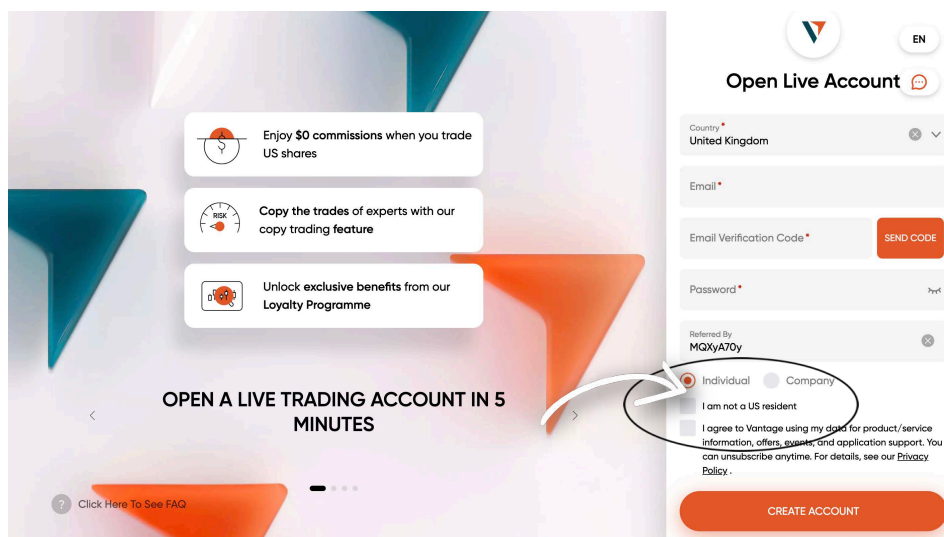 Enjoy $0 commissions when you trade
US shares
RISK
Copy the trades of experts with our
copy trading feature
Unlock exclusive benefits from our
Loyalty Programme
OPEN A LIVE TRADING ACCOUNT IN 5
MINUTES
? Click Here To See FAQ
EN
Open Live Account
Country *
United Kingdom
Email *
Email Verification Code *
SEND CODE
Password *
Referred By
MQXyA70y
Individual Company
I am not a US resident
I agree to Vantage using my data for product/service
information, offers, events, and application support. You
can unsubscribe anytime. For details, see our Privacy
Policy .
CREATE ACCOUNT